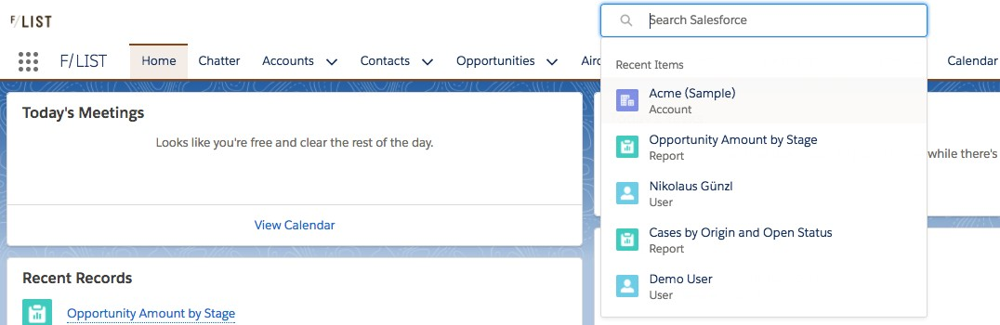 F/LIST
Search Salesforce
F/LIST Home Chatter Accounts Contacts Opportunities Calendar
Recent Items
Acme (Sample)
Account
Opportunity Amount by Stage
Report
Nikolaus Günzl
User
Cases by Origin and Open Status
Report
Demo User
User
Today's Meetings
Looks like you're free and clear the rest of the day.
View Calendar
while there's
Recent Records
Opportunity Amount by Stage